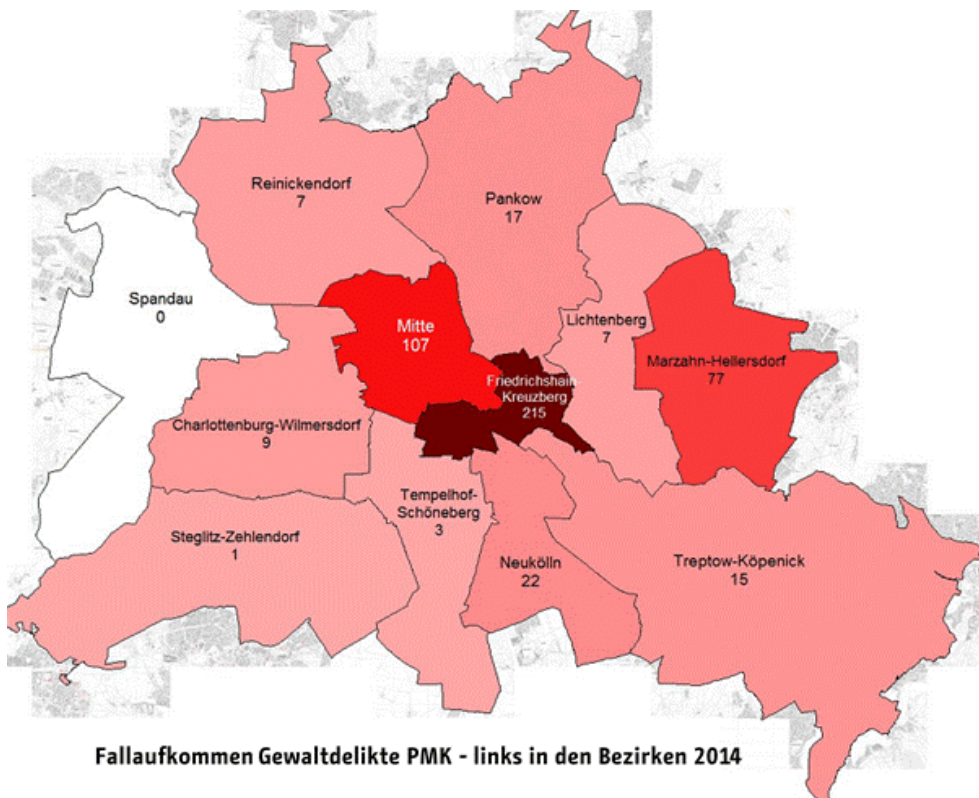 Reinickendorf
7
Pankow
17
Spandau
0
Mitte
107
Lichtenberg
7
Marzahn-Hellersdorf
77
Friedrichshain-
Kreuzberg
215
Charlottenburg-Wilmersdorf
9
Tempelhof-
Schöneberg
3
Steglitz-Zehlendorf
1
Neukölln
22
Treptow-Köpenick
15
Fallaufkommen Gewaltdelikte PMK - links in den Bezirken 2014